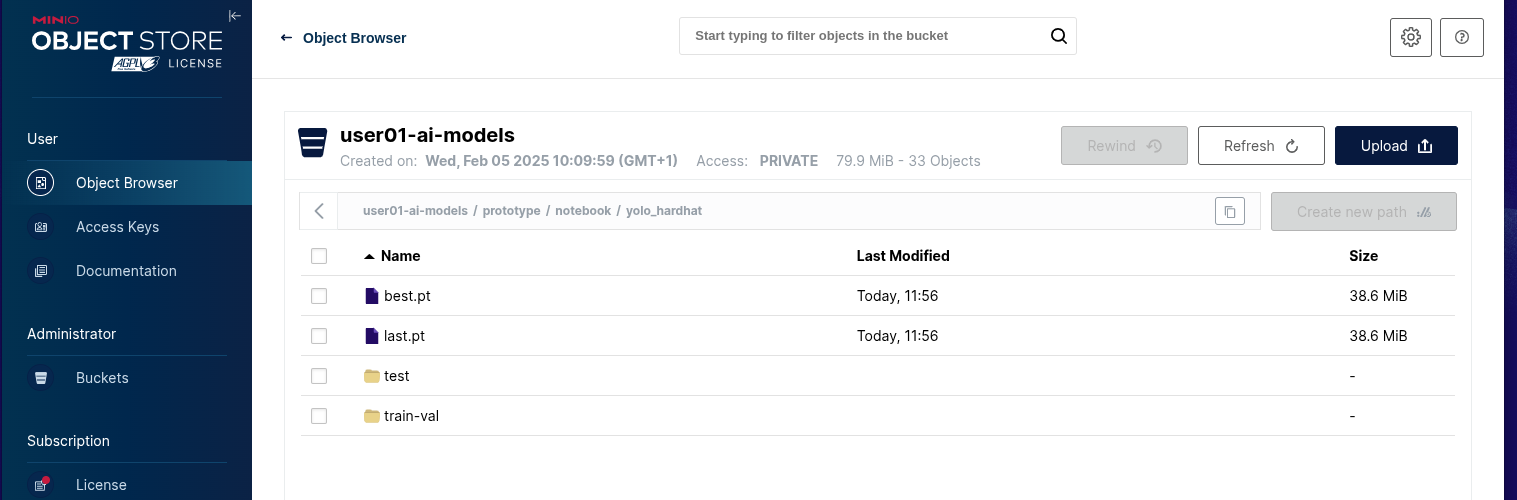 MINIO
OBJECT STORE
AGPL LICENSE
User
Object Browser
Access Keys
Documentation
Administrator
Buckets
Subscription
License
Object Browser
Start typing to filter objects in the bucket
user01-ai-models
Created on: Wed, Feb 05 2025 10:09:59 (GMT+1) Access: PRIVATE 79.9 MiB - 33 Objects
Rewind Refresh Upload
user01-ai-models / prototype / notebook / yolo_hardhat
Create new path
Name Last Modified Size
best.pt Today, 11:56 38.6 MiB
last.pt Today, 11:56 38.6 MiB
test -
train-val -